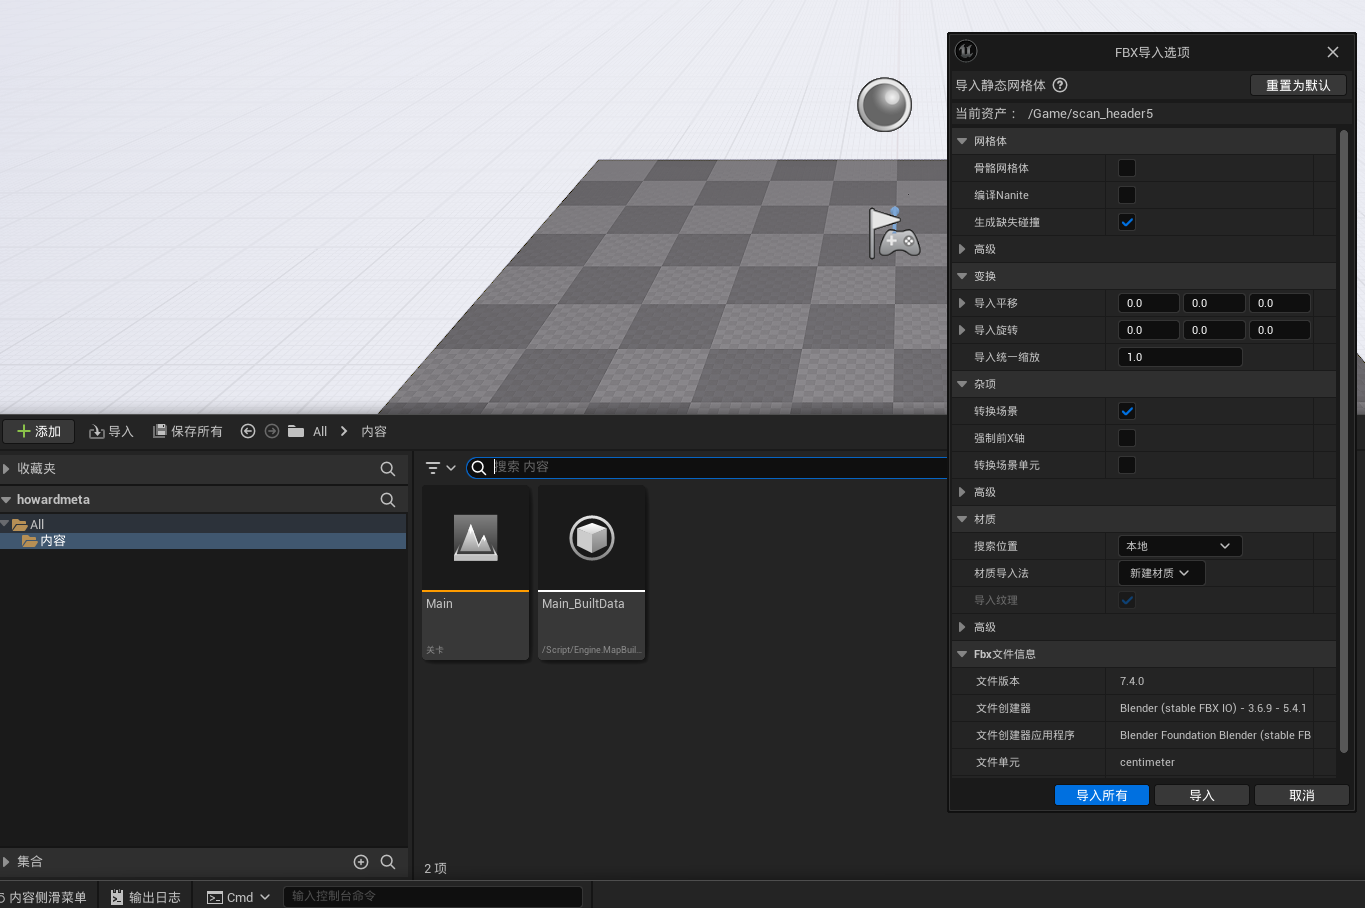 FBX导入选项
导入静态网格体
重置为默认
当前资产： /Game/scan_header5
网格体
骨骼网格体
编译Nanite
生成缺失碰撞
高级
变换
导入平移 0.0 0.0 0.0
导入旋转 0.0 0.0 0.0
导入统一缩放 1.0
杂项
转换场景
强制前X轴
转换场景单元
高级
材质
搜索位置 本地
材质导入法 新建材质
导入纹理
高级
Fbx文件信息
文件版本 7.4.0
文件创建器 Blender (stable FBX IO) - 3.6.9 - 5.4.1
文件创建器应用程序 Blender Foundation Blender (stable FB
文件单元 centimeter
导入所有 导入 取消
添加 导入 保存所有 All 内容
收藏夹
搜索 内容
howardmeta
All
内容
Main
关卡
Main_BuiltData
/Script/Engine.MapBuil...
集合
2 项
内容侧滑菜单 输出日志 Cmd 输入控制台命令